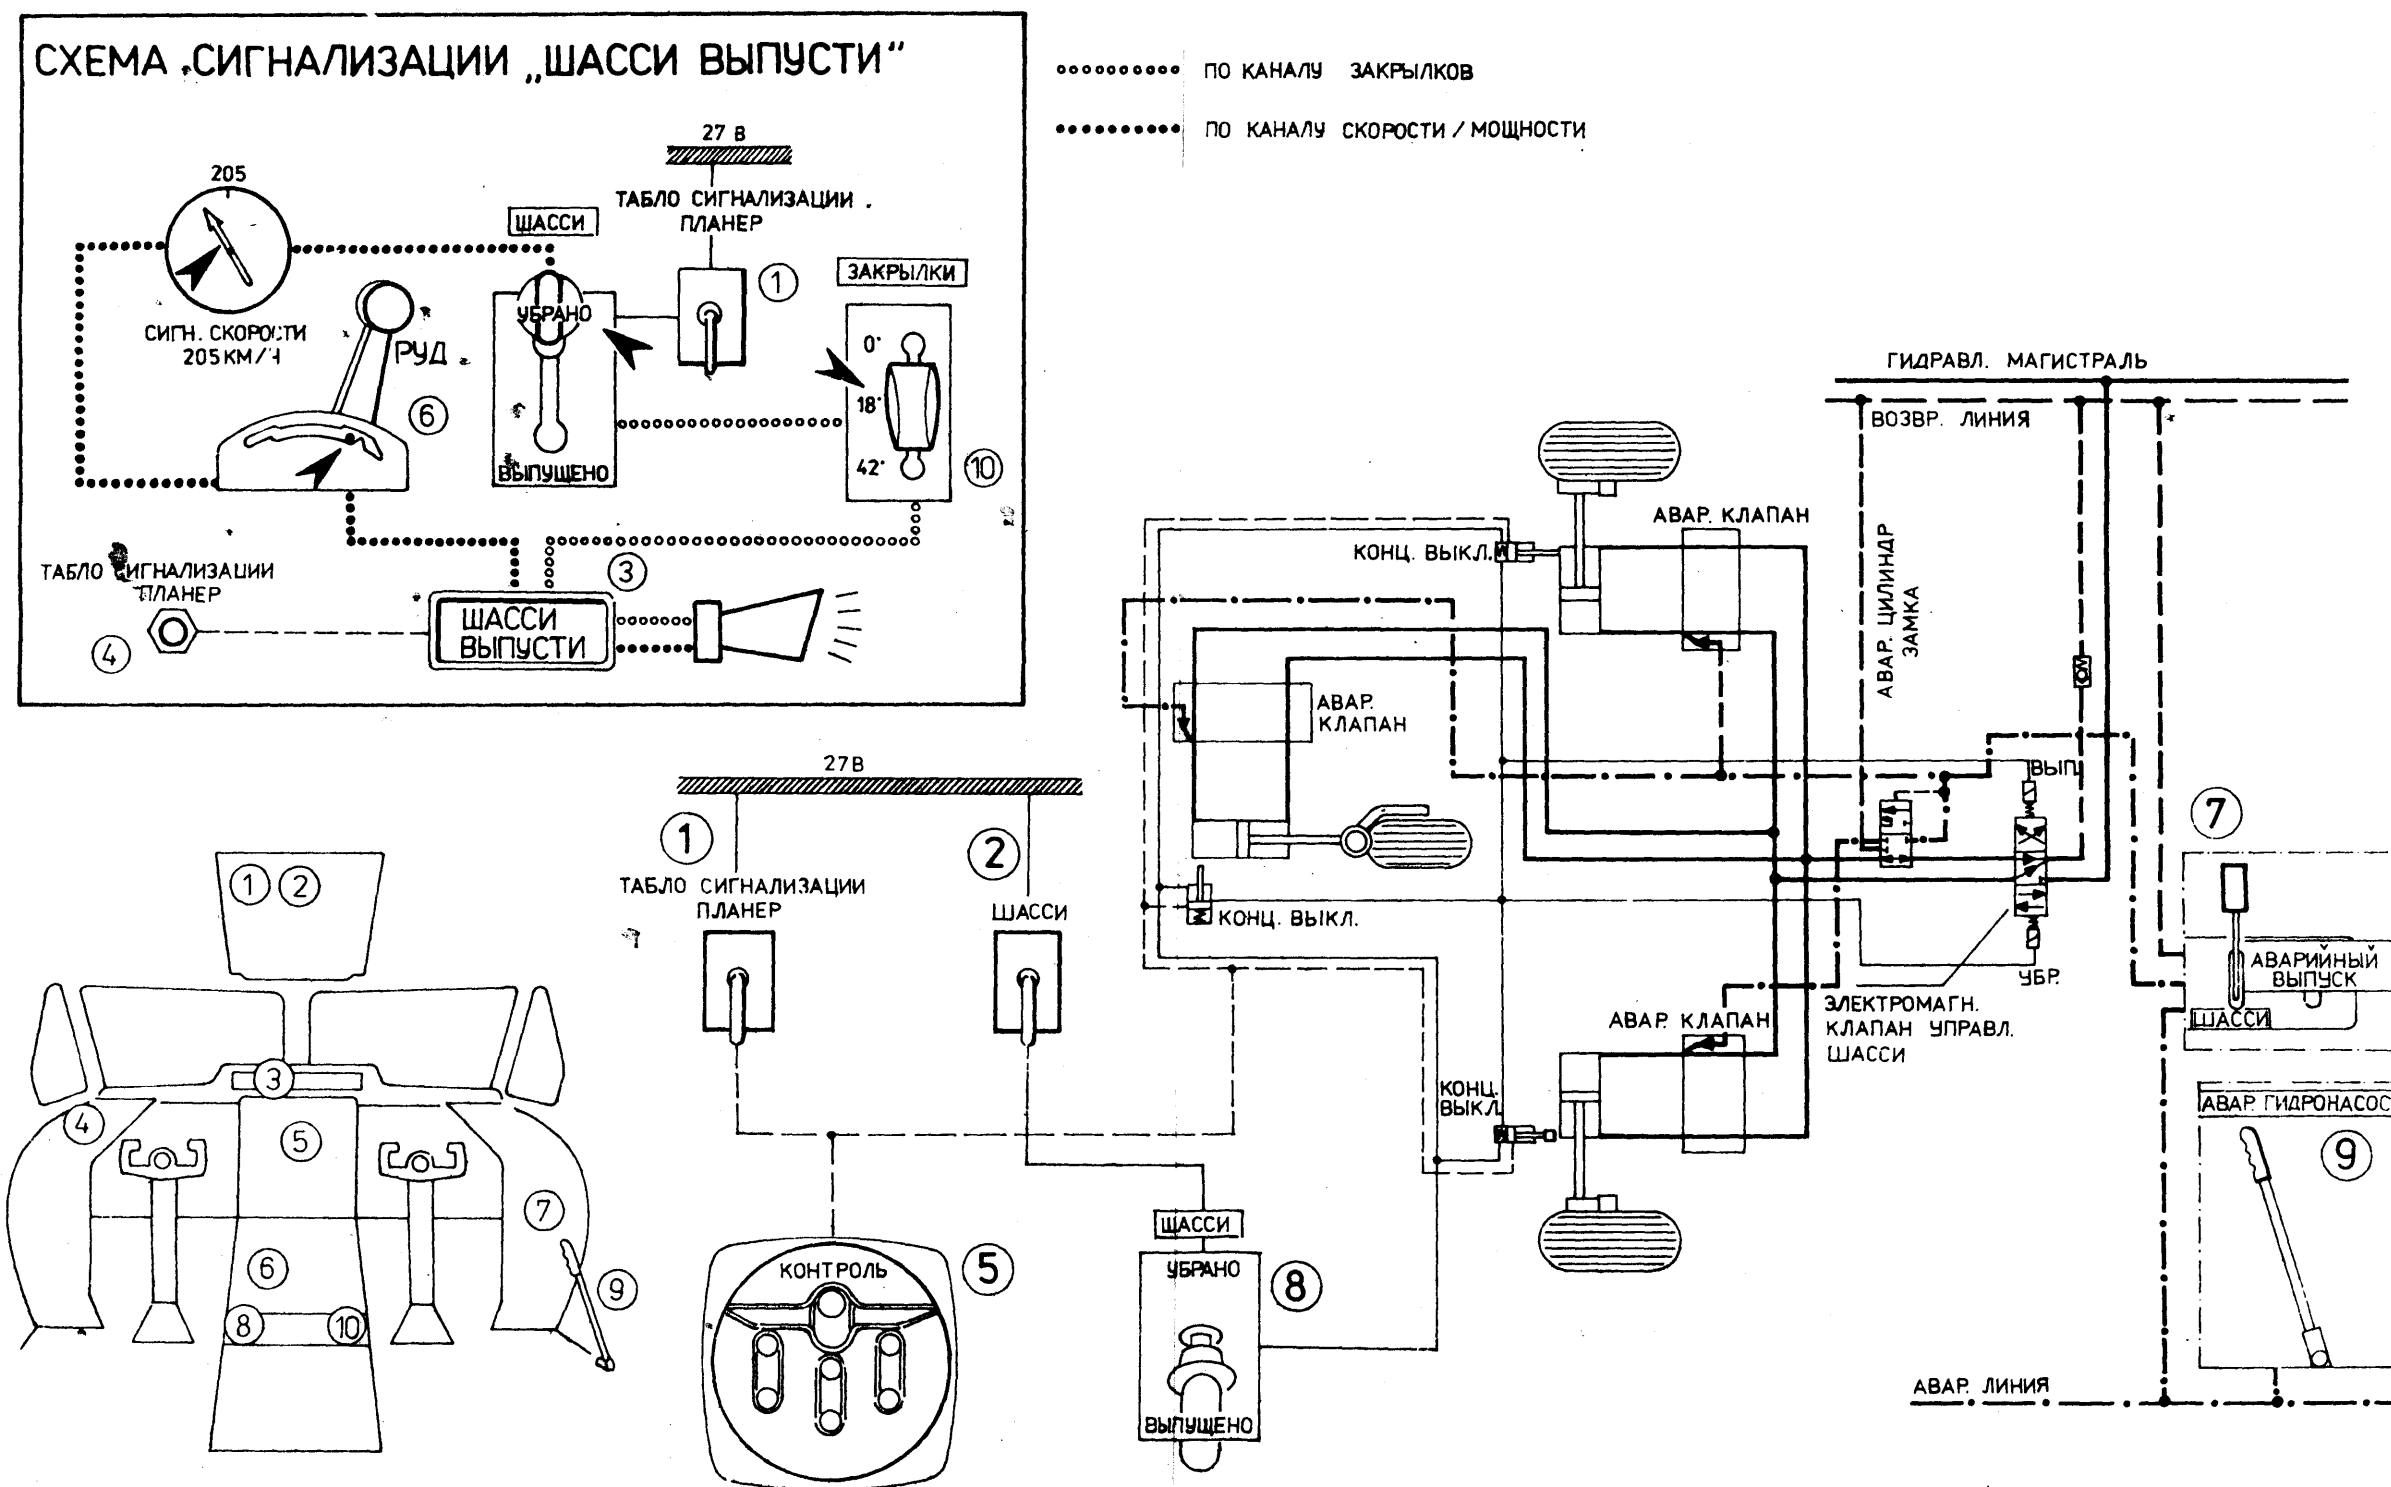 СХЕМА СИГНАЛИЗАЦИИ „ШАССИ ВЫПУСТИ"
ПО КАНАЛУ ЗАКРЫЛКОВ
ПО КАНАЛУ СКОРОСТИ / МОЩНОСТИ
27 В
205
ТАБЛО СИГНАЛИЗАЦИИ
ПЛАНЕР
ШАССИ
1
ЗАКРЫЛКИ
УБРАНО
СИГН. СКОРОСТИ
205 КМ/Ч
РУД
0°
18°
42°
6
10
ВЫПУЩЕНО
ТАБЛО СИГНАЛИЗАЦИИ
ПЛАНЕР
3
4
ШАССИ
ВЫПУСТИ
ГИДРАВЛ. МАГИСТРАЛЬ
ВОЗВР. ЛИНИЯ
АВАР. КЛАПАН
КОНЦ. ВЫКЛ.
АВАР. ЦИЛИНДР
ЗАМКА
АВАР.
КЛАПАН
ВЫП.
КОНЦ. ВЫКЛ.
УБР.
ЭЛЕКТРОМАГН.
КЛАПАН УПРАВЛ.
ШАССИ
АВАР. КЛАПАН
КОНЦ.
ВЫКЛ.
7
АВАРИЙНЫЙ
ВЫПУСК
ШАССИ
АВАР. ГИДРОНАСОС
9
АВАР. ЛИНИЯ
27 В
1
2
ТАБЛО СИГНАЛИЗАЦИИ
ПЛАНЕР
ШАССИ
1 2
3
4
5
7
6
9
8
10
КОНТРОЛЬ
5
ШАССИ
УБРАНО
8
ВЫПУЩЕНО